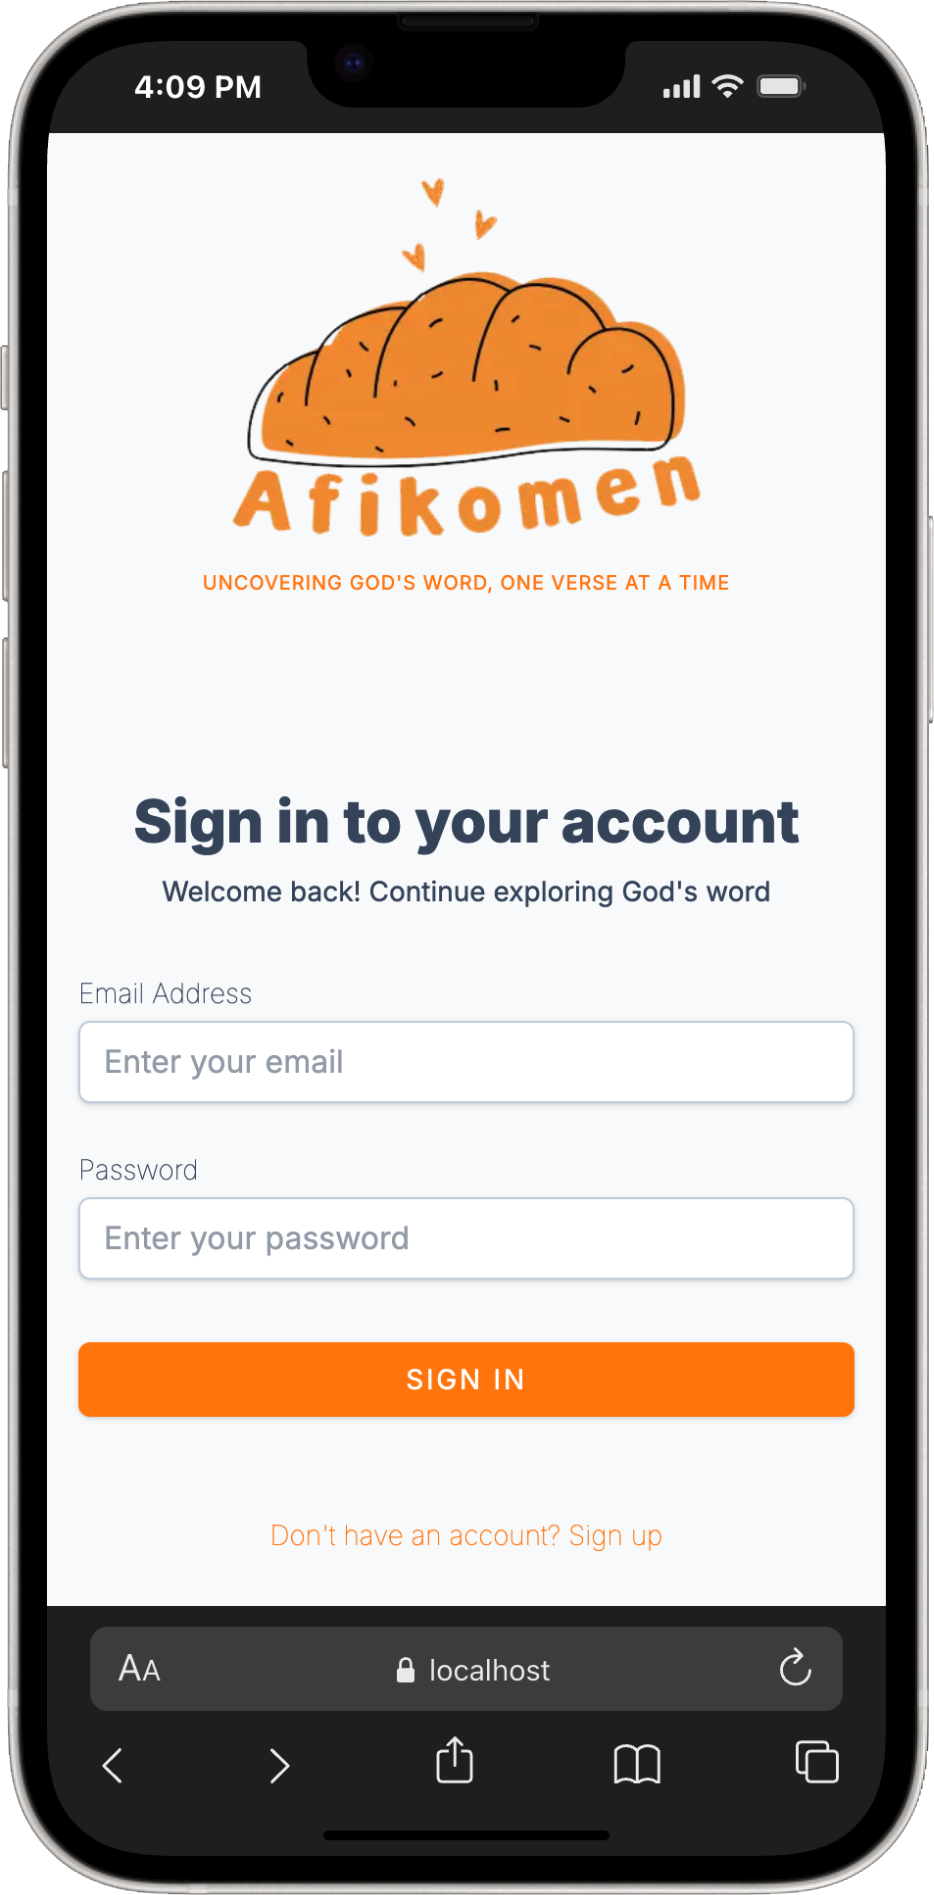 4:09 PM
Afikomen
UNCOVERING GOD'S WORD, ONE VERSE AT A TIME
Sign in to your account
Welcome back! Continue exploring God's word
Email Address
Enter your email
Password
Enter your password
SIGN IN
Don't have an account? Sign up
AA localhost